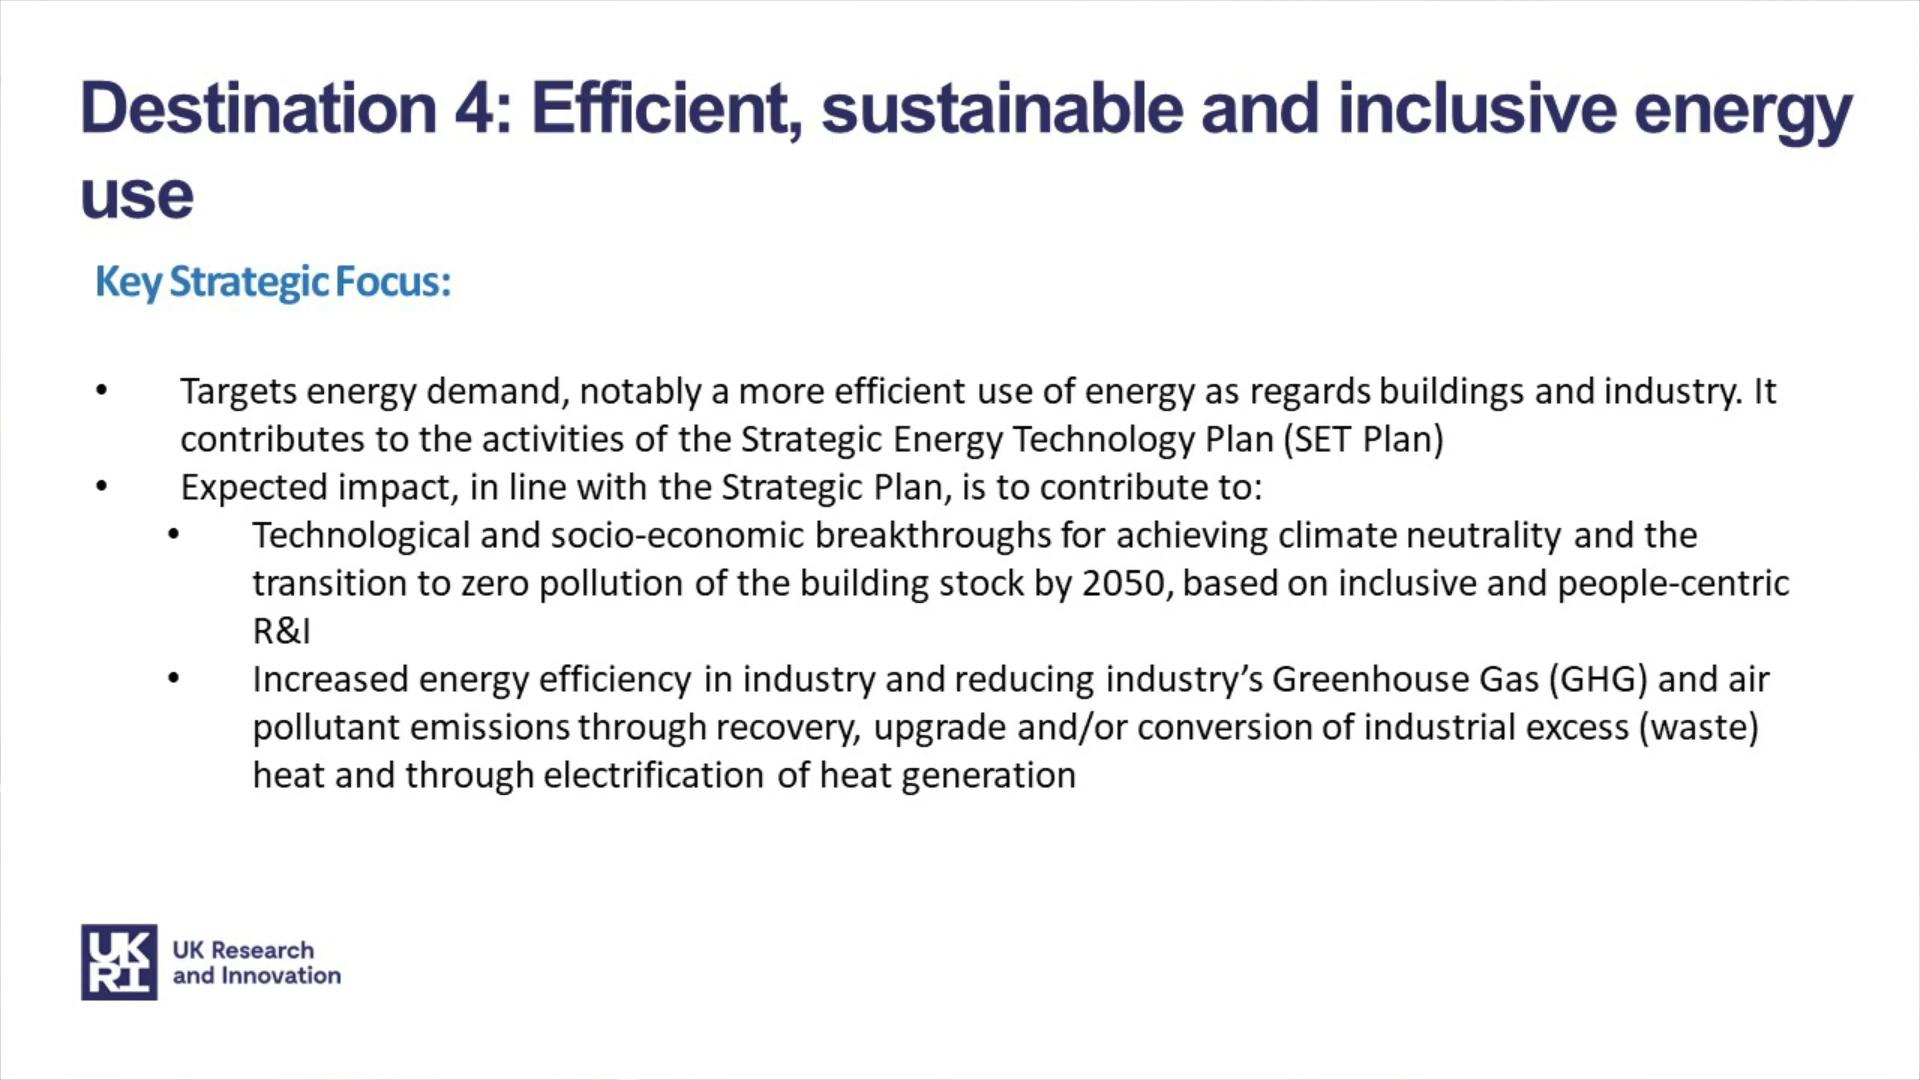 Destination 4: Efficient, sustainable and inclusive energy
use
Key Strategic Focus:
• Targets energy demand, notably a more efficient use of energy as regards buildings and industry. It
contributes to the activities of the Strategic Energy Technology Plan (SET Plan)
• Expected impact, in line with the Strategic Plan, is to contribute to:
• Technological and socio-economic breakthroughs for achieving climate neutrality and the
transition to zero pollution of the building stock by 2050, based on inclusive and people-centric
R&I
• Increased energy efficiency in industry and reducing industry’s Greenhouse Gas (GHG) and air
pollutant emissions through recovery, upgrade and/or conversion of industrial excess (waste)
heat and through electrification of heat generation
UK
RI
UK Research
and Innovation